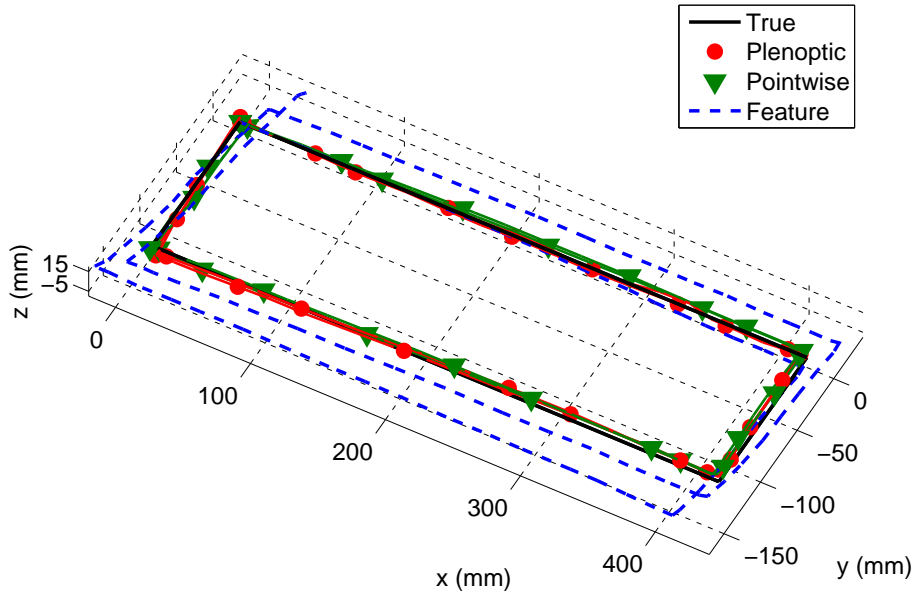 True
Plenoptic
Pointwise
Feature
z (mm)
15
−5
0
100
200
300
400
x (mm)
0
−50
−100
−150
y (mm)